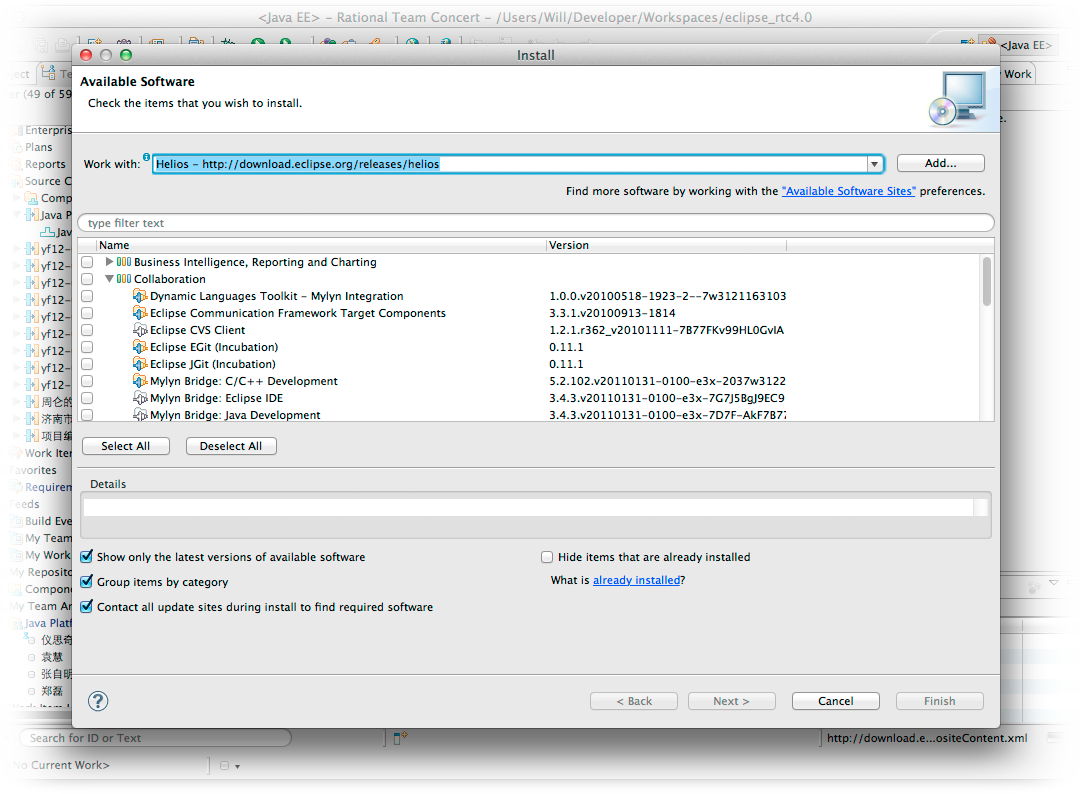 <Java EE> – Rational Team Concert – /Users/Will/Developer/Workspaces/eclipse_rtc4.0
<Java EE>
Install
Work
(49 of 59
Available Software
Check the items that you wish to install.
Enterpris
Plans
Reports
Source C
Comp
Java P
Jav
yf12-
yf12-
yf12-
yf12-
yf12-
yf12-
yf12-
yf12-
yf12-
周仑的
济南市
项目编
Work Iter
avorites
Requiren
eeds
Build Eve
My Team
My Work
My Reposito
Compone
My Team Ar
Java Platf
仪思奇
袁慧
张自明
郑磊
Work with:
Helios – http://download.eclipse.org/releases/helios
Add...
Find more software by working with the "Available Software Sites" preferences.
type filter text
Name Version
Business Intelligence, Reporting and Charting
Collaboration
Dynamic Languages Toolkit – Mylyn Integration 1.0.0.v20100518-1923-2--7w3121163103
Eclipse Communication Framework Target Components 3.3.1.v20100913-1814
Eclipse CVS Client 1.2.1.r362_v20101111-7B77FKv99HL0GvIA
Eclipse EGit (Incubation) 0.11.1
Eclipse JGit (Incubation) 0.11.1
Mylyn Bridge: C/C++ Development 5.2.102.v20110131-0100-e3x-2037w3122
Mylyn Bridge: Eclipse IDE 3.4.3.v20110131-0100-e3x-7G7J5BgJ9EC9
Mylyn Bridge: Java Development 3.4.3.v20110131-0100-e3x-7D7F-AkF7B77
Select All Deselect All
Details
Show only the latest versions of available software
Hide items that are already installed
Group items by category
What is already installed?
Contact all update sites during install to find required software
?
< Back Next > Cancel Finish
Search for ID or Text
http://download.e...ositeContent.xml
No Current Work>